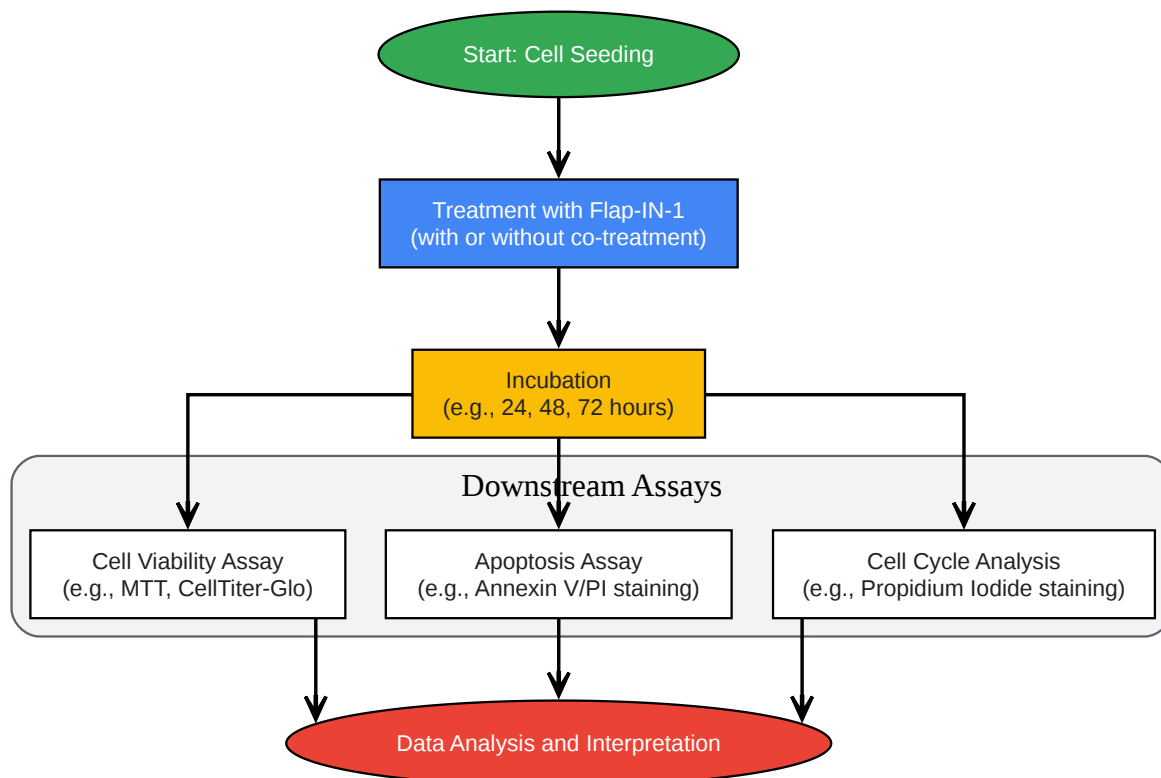 Start: Cell Seeding
Treatment with Flap-IN-1
(with or without co-treatment)
Incubation
(e.g., 24, 48, 72 hours)
Downstream Assays
Cell Viability Assay
(e.g., MTT, CellTiter-Glo)
Apoptosis Assay
(e.g., Annexin V/PI staining)
Cell Cycle Analysis
(e.g., Propidium Iodide staining)
Data Analysis and Interpretation